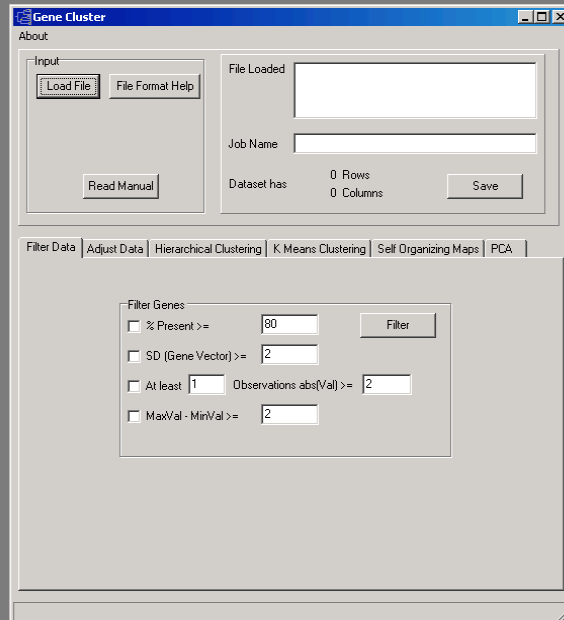 Gene Cluster
About
Input
Load File
File Format Help
Read Manual
File Loaded
Job Name
Dataset has
0 Rows
0 Columns
Save
Filter Data
Adjust Data
Hierarchical Clustering
K Means Clustering
Self Organizing Maps
PCA
Filter Genes
% Present >= 80
Filter
SD (Gene Vector) >= 2
At least 1 Observations abs(Val) >= 2
MaxVal - MinVal >= 2